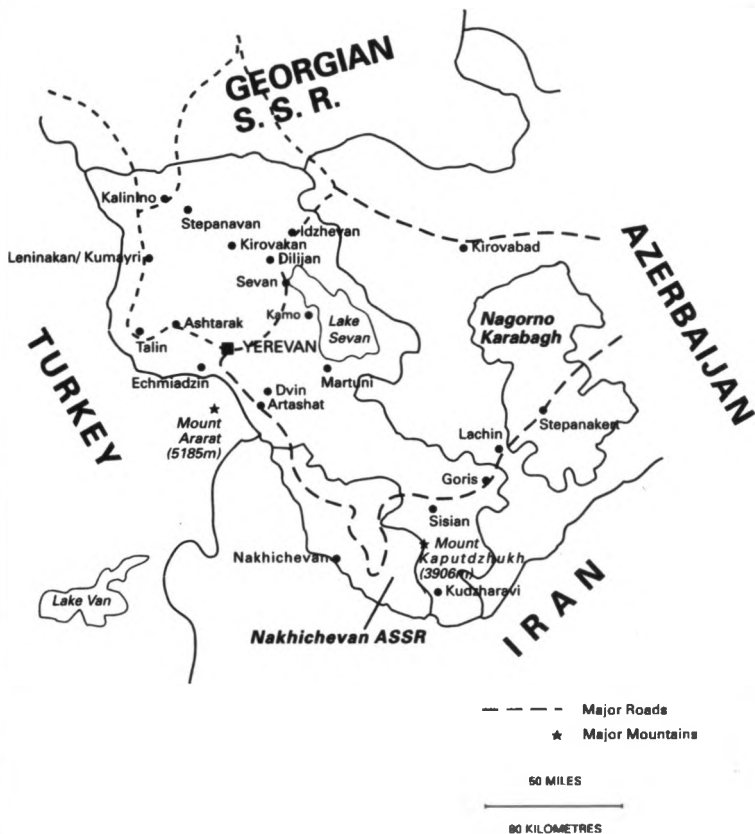 GEORGIAN
S. S. R.
Kalinino
Stepanavan
Idzhevan
Kirovakan
Kirovabad
Leninakan/ Kumayri
Dilijan
Sevan
AZERBAIJAN
Kamo
Lake
Sevan
Nagorno
Karabagh
Ashtarak
Talin
YEREVAN
TURKEY
Echmiadzin
Martuni
Dvin
Artashat
Mount
Ararat
(5185m)
Stepanakert
Lachin
Goris
Sisian
Mount
Kaputdzhukh
(3906m)
Nakhichevan
Kudzharavi
Lake Van
IRAN
Nakhichevan ASSR
Major Roads
Major Mountains
50 MILES
80 KILOMETRES